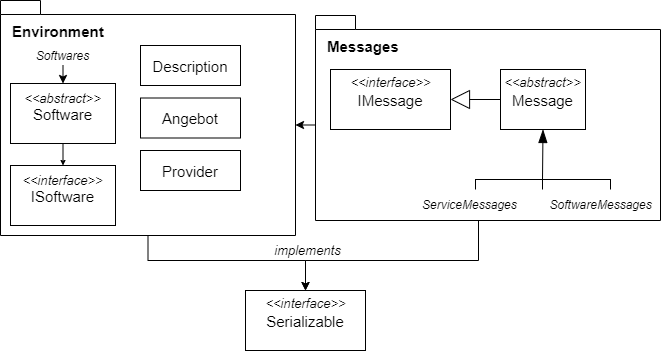 Environment
Softwares
<<abstract>>
Software
<<interface>>
ISoftware
Description
Angebot
Provider
Messages
<<interface>>
IMessage
<<abstract>>
Message
ServiceMessages
SoftwareMessages
implements
<<interface>>
Serializable